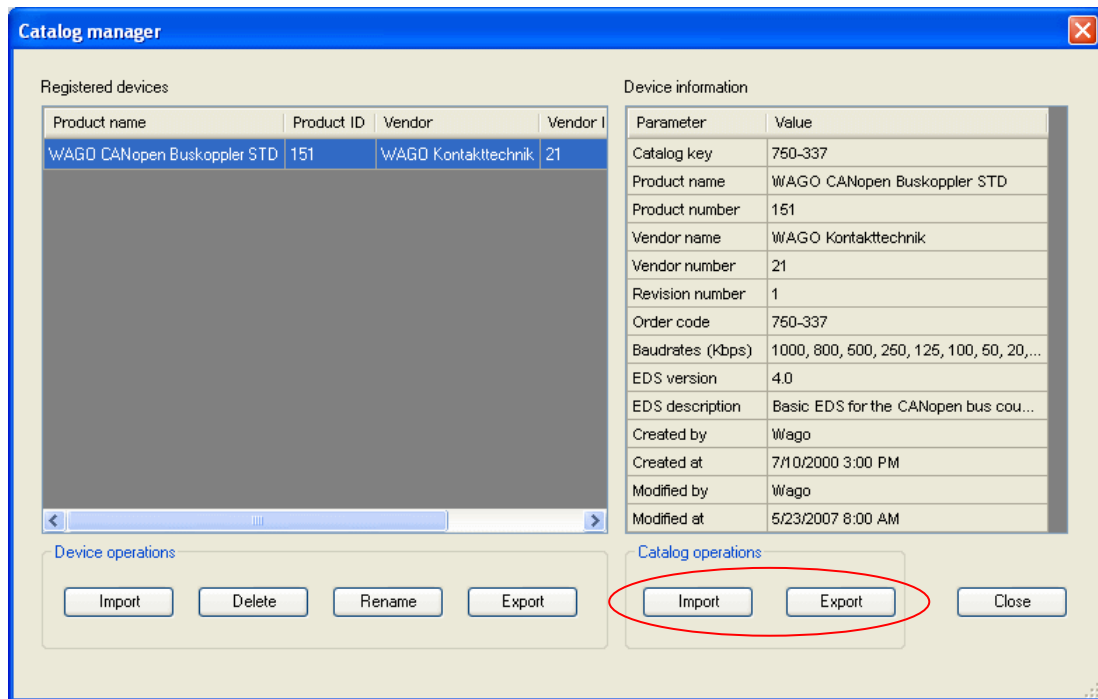 Catalog manager
Registered devices
Product name Product ID Vendor Vendor I
WAGO CANopen Buskoppler STD 151 WAGO Kontakttechnik 21
Device information
Parameter Value
Catalog key 750-337
Product name WAGO CANopen Buskoppler STD
Product number 151
Vendor name WAGO Kontakttechnik
Vendor number 21
Revision number 1
Order code 750-337
Baudrates (Kbps) 1000, 800, 500, 250, 125, 100, 50, 20,...
EDS version 4.0
EDS description Basic EDS for the CANopen bus cou...
Created by Wago
Created at 7/10/2000 3:00 PM
Modified by Wago
Modified at 5/23/2007 8:00 AM
Device operations
Import Delete Rename Export
Catalog operations
Import Export
Close